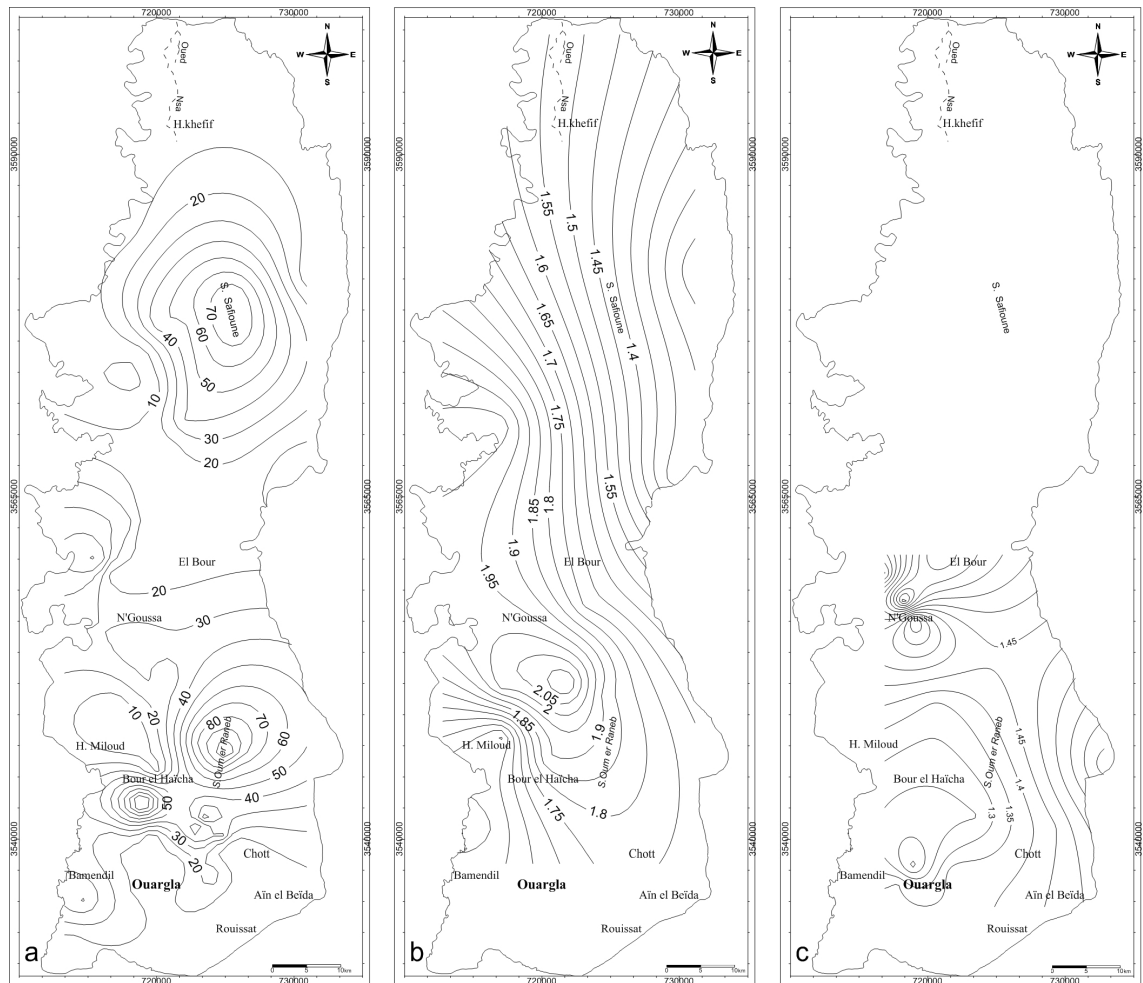 720000 730000
N
W E
S
Oued
Nsa
H.khefif
3590000
3590000
20
S. Safioune
70
60
40
50
10
30
20
3565000
3565000
El Bour
20
N'Goussa
30
40
10
20
80
70
60
S.Oum er Raneb
H. Miloud
50
Bour el Haïcha
50
40
30
20
3540000
3540000
Chott
Bamendil
Ouargla
Aïn el Beïda
Rouissat
a
0 5 10km
720000 730000
720000 730000
N
W E
S
Oued
Nsa
H.khefif
3590000
3590000
1.55
1.5
1.45
1.6
S. Safioune
1.65
1.4
1.7
1.75
1.55
1.8
1.85
3565000
3565000
1.9
El Bour
1.95
N'Goussa
2.05
2
1.85
1.9
S.Oum er Raneb
H. Miloud
Bour el Haïcha
1.75
1.8
3540000
3540000
Chott
Bamendil
Ouargla
Aïn el Beïda
Rouissat
b
0 5 10km
720000 730000
720000 730000
N
W E
S
Oued
Nsa
H.khefif
3590000
3590000
S. Safioune
3565000
3565000
El Bour
N'Goussa
1.45
1.45
H. Miloud
S.Oum er Raneb
Bour el Haïcha
1.4
1.3
1.35
3540000
3540000
Chott
Bamendil
Ouargla
Aïn el Beïda
Rouissat
c
0 5 10km
720000 730000